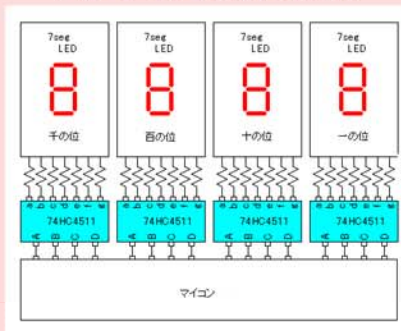 7seg
LED
7seg
LED
7seg
LED
7seg
LED
千の位
百の位
十の位
一の位
a b c d e f g
a b c d e f g
a b c d e f g
a b c d e f g
74HC4511
74HC4511
74HC4511
74HC4511
A B C D
A B C D
A B C D
A B C D
マイコン